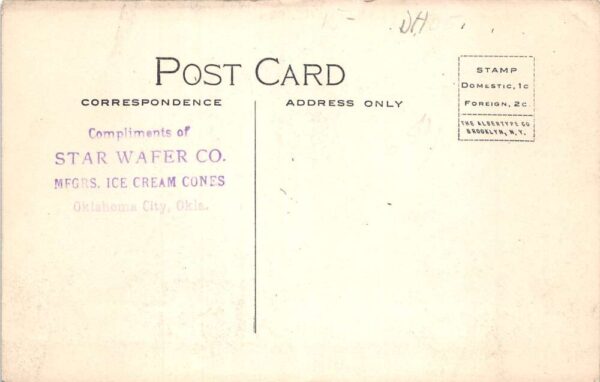 DH
POST CARD
CORRESPONDENCE
ADDRESS ONLY
STAMP
DOMESTIC, 1c
FOREIGN, 2c
THE ALBERTYPE CO
BROOKLYN, N. Y.
Compliments of
STAR WAFER CO.
MFGRS. ICE CREAM CONES
Oklahoma City, Okla.